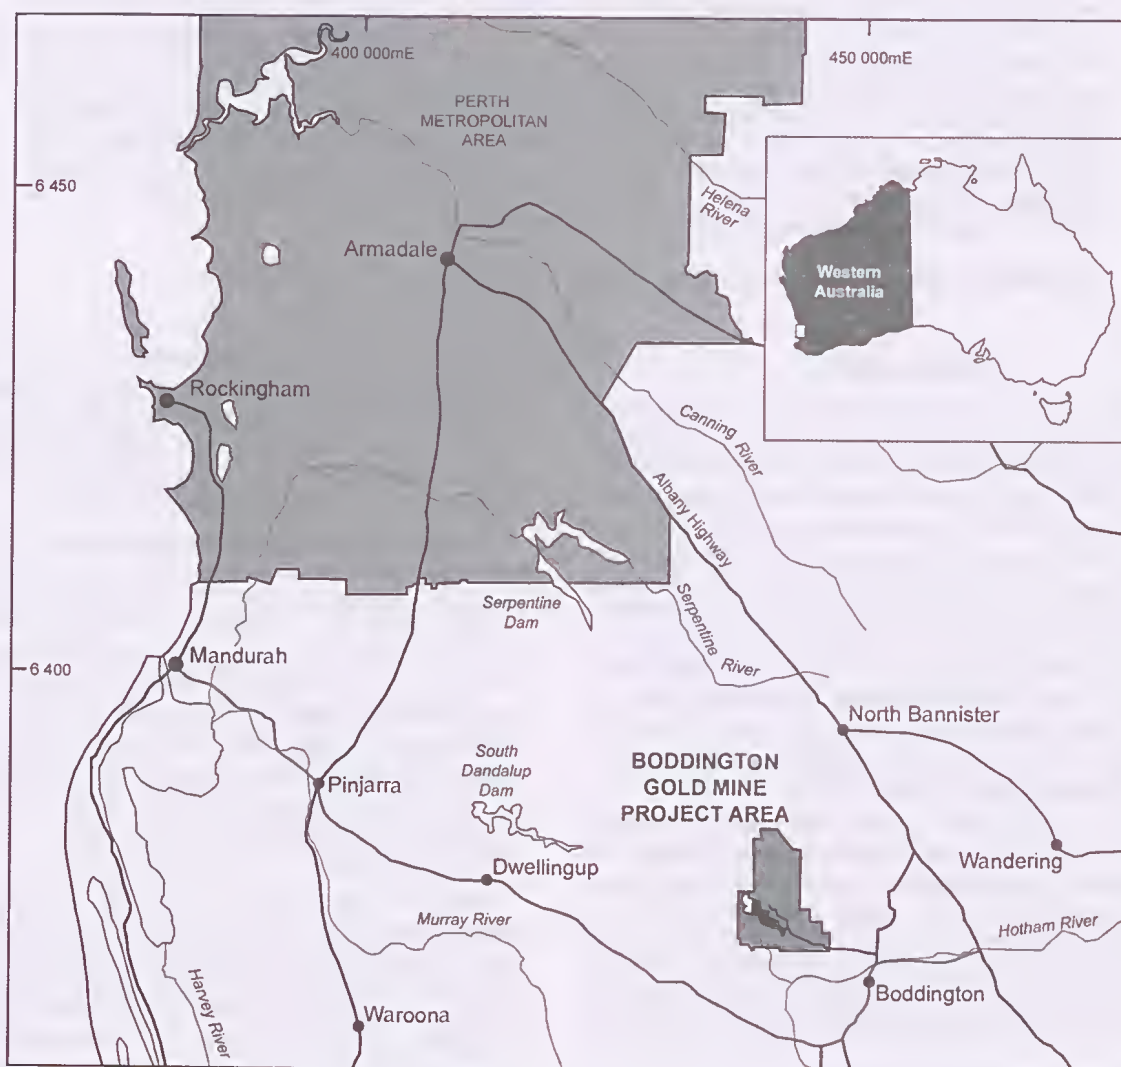 400 000mE
450 000mE
PERTH
METROPOLITAN
AREA
6 450
Helena
River
Armadale
Western
Australia
Rockingham
Canning River
Albany Highway
Serpentine
Dam
Serpentine
River
Mandurah
6 400
North Bannister
South
Dandalup
Dam
BODDINGTON
GOLD MINE
PROJECT AREA
Pinjarra
Wandering
Dwellingup
Murray River
Hotham River
Harvey River
Boddington
Waroona